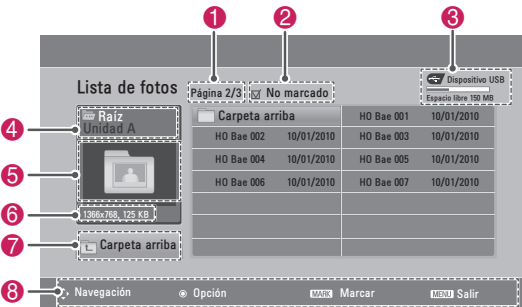 1
2
3
Lista de fotos
Página 2/3
No marcado
Dispositivo USB
Espacio libre 150 MB
4
Raíz
Unidad A
5
6
1366x768, 125 KB
7
Carpeta arriba
Carpeta arriba
HO Bae 001 10/01/2010
HO Bae 002 10/01/2010 HO Bae 003 10/01/2010
HO Bae 004 10/01/2010 HO Bae 005 10/01/2010
HO Bae 006 10/01/2010 HO Bae 007 10/01/2010
8
Navegación
Opción
MARK Marcar
MENU Salir